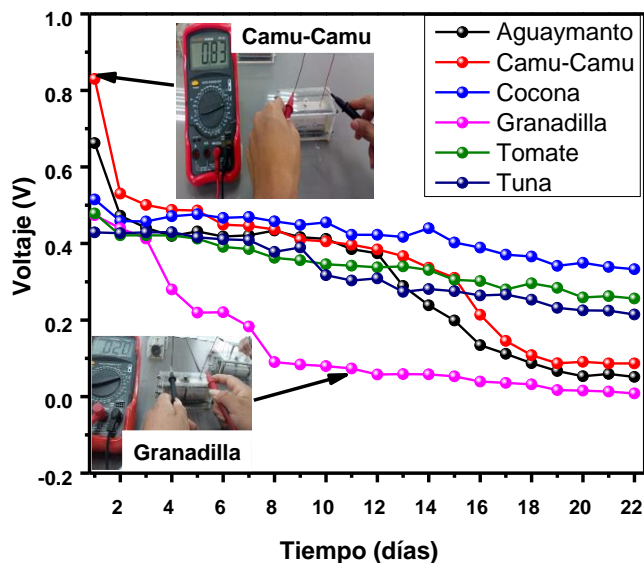 Camu-Camu
0.83
Aguaymanto
Camu-Camu
Cocona
Granadilla
Tomate
Tuna
1.0
0.8
0.6
0.4
0.2
0.0
-0.2
Voltaje (V)
Granadilla
2 4 6 8 10 12 14 16 18 20 22
Tiempo (días)